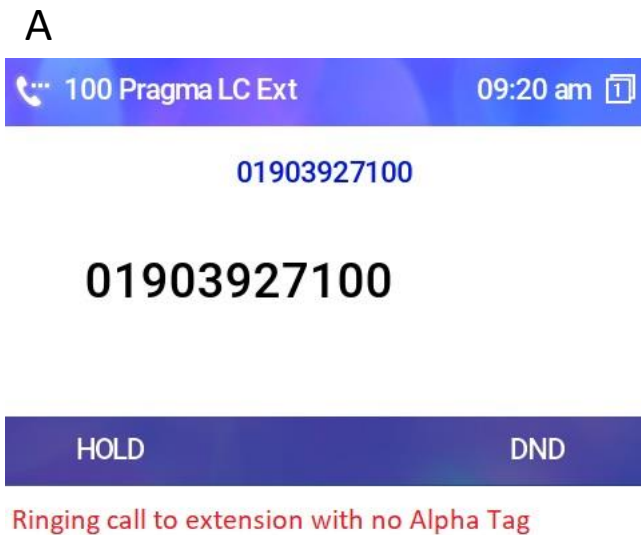 A
100 Pragma LC Ext 09:20 am 1
01903927100
01903927100
HOLD DND
Ringing call to extension with no Alpha Tag